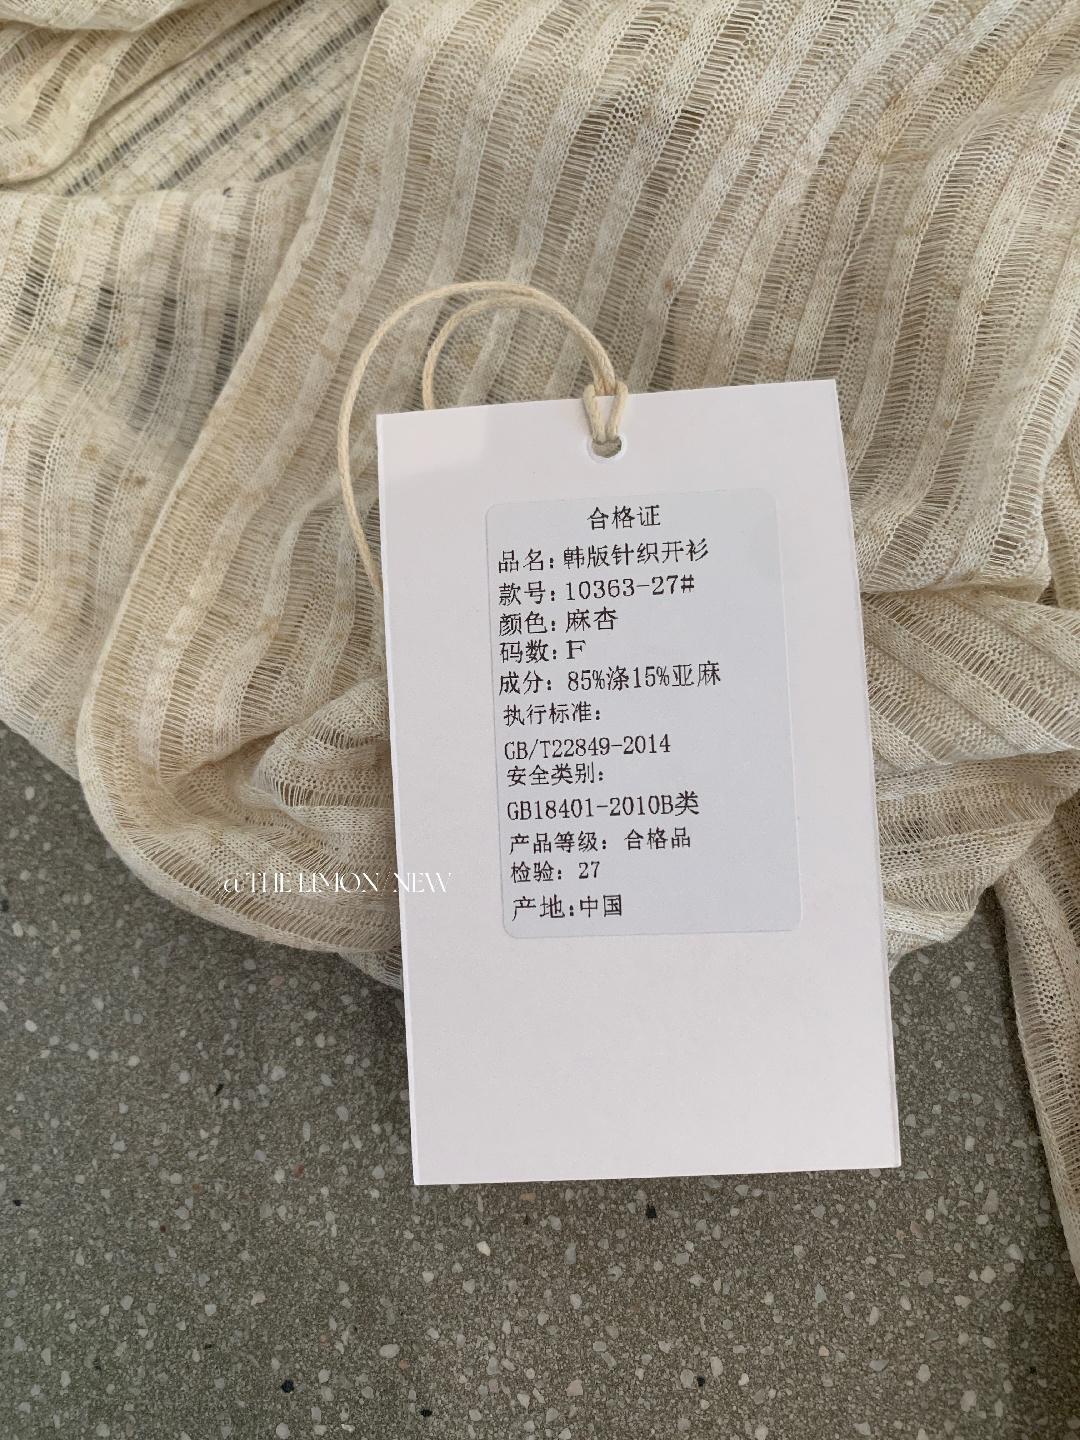 合格证
品名:韩版针织开衫
款号:10363-27#
颜色:麻杏
码数:F
成分: 85%涤15%亚麻
执行标准:
GB/T22849-2014
安全类别:
GB18401-2010B类
产品等级: 合格品
检验: 27
产地:中国
@THE LIMON_NEW